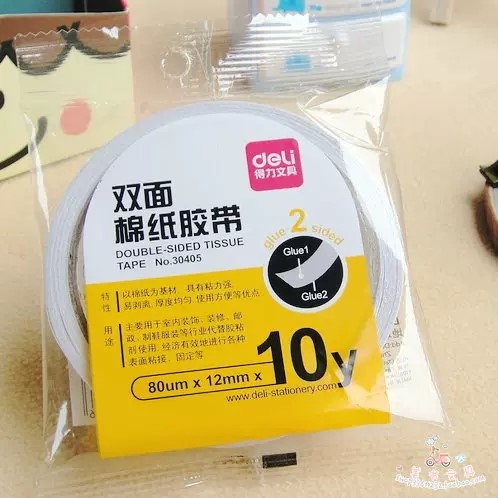 deli
得力文具
双面
棉纸胶带
DOUBLE-SIDED TISSUE
TAPE No.30405
glue 2 sided
Glue1
Glue2
特性
以棉纸为基材，具有粘力强，
易剥离，厚度均匀，使用方便等优点
用途
主要用于室内装饰、装修、邮
政、制鞋服装等行业代替胶粘
剂使用，经济有效地进行各种
表面粘接、固定等
80um x 12mm x 10y
www.deli-stationery.com